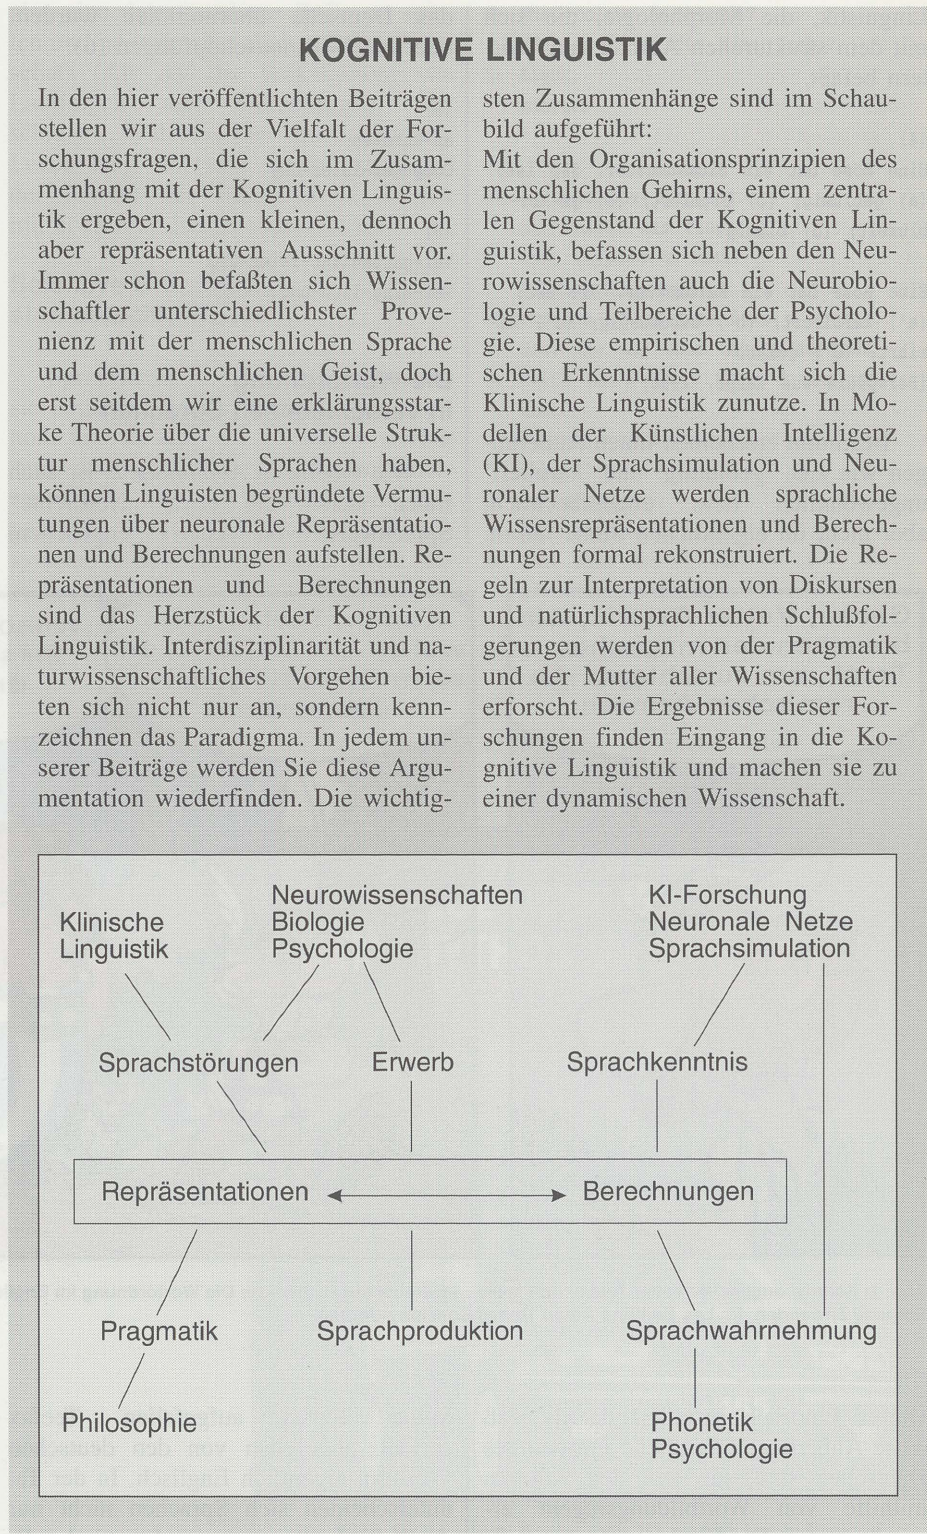 KOGNITIVE LINGUISTIK
In den hier veröffentlichten Beiträgen
stellen wir aus der Vielfalt der For-
schungsfragen, die sich im Zusam-
menhang mit der Kognitiven Linguis-
tik ergeben, einen kleinen, dennoch
aber repräsentativen Ausschnitt vor.
Immer schon befaßten sich Wissen-
schaftler unterschiedlichster Prove-
nienz mit der menschlichen Sprache
und dem menschlichen Geist, doch
erst seitdem wir eine erklärungsstar-
ke Theorie über die universelle Struk-
tur menschlicher Sprachen haben,
können Linguisten begründete Vermu-
tungen über neuronale Repräsentatio-
nen und Berechnungen aufstellen. Re-
präsentationen und Berechnungen
sind das Herzstück der Kognitiven
Linguistik. Interdisziplinarität und na-
turwissenschaftliches Vorgehen bie-
ten sich nicht nur an, sondern kenn-
zeichnen das Paradigma. In jedem un-
serer Beiträge werden Sie diese Argu-
mentation wiederfinden. Die wichtig-
sten Zusammenhänge sind im Schau-
bild aufgeführt:
Mit den Organisationsprinzipien des
menschlichen Gehirns, einem zentra-
len Gegenstand der Kognitiven Lin-
guistik, befassen sich neben den Neu-
rowissenschaften auch die Neurobio-
logie und Teilbereiche der Psycholo-
gie. Diese empirischen und theoreti-
schen Erkenntnisse macht sich die
Klinische Linguistik zunutze. In Mo-
dellen der Künstlichen Intelligenz
(KI), der Sprachsimulation und Neu-
ronaler Netze werden sprachliche
Wissensrepräsentationen und Berech-
nungen formal rekonstruiert. Die Re-
geln zur Interpretation von Diskursen
und natürlichsprachlichen Schlußfol-
gerungen werden von der Pragmatik
und der Mutter aller Wissenschaften
erforscht. Die Ergebnisse dieser For-
schungen finden Eingang in die Ko-
gnitive Linguistik und machen sie zu
einer dynamischen Wissenschaft.
Klinische
Linguistik
Neurowissenschaften
Biologie
Psychologie
KI-Forschung
Neuronale Netze
Sprachsimulation
Sprachstörungen
Erwerb
Sprachkenntnis
Repräsentationen
Berechnungen
Pragmatik
Sprachproduktion
Sprachwahrnehmung
Philosophie
Phonetik
Psychologie